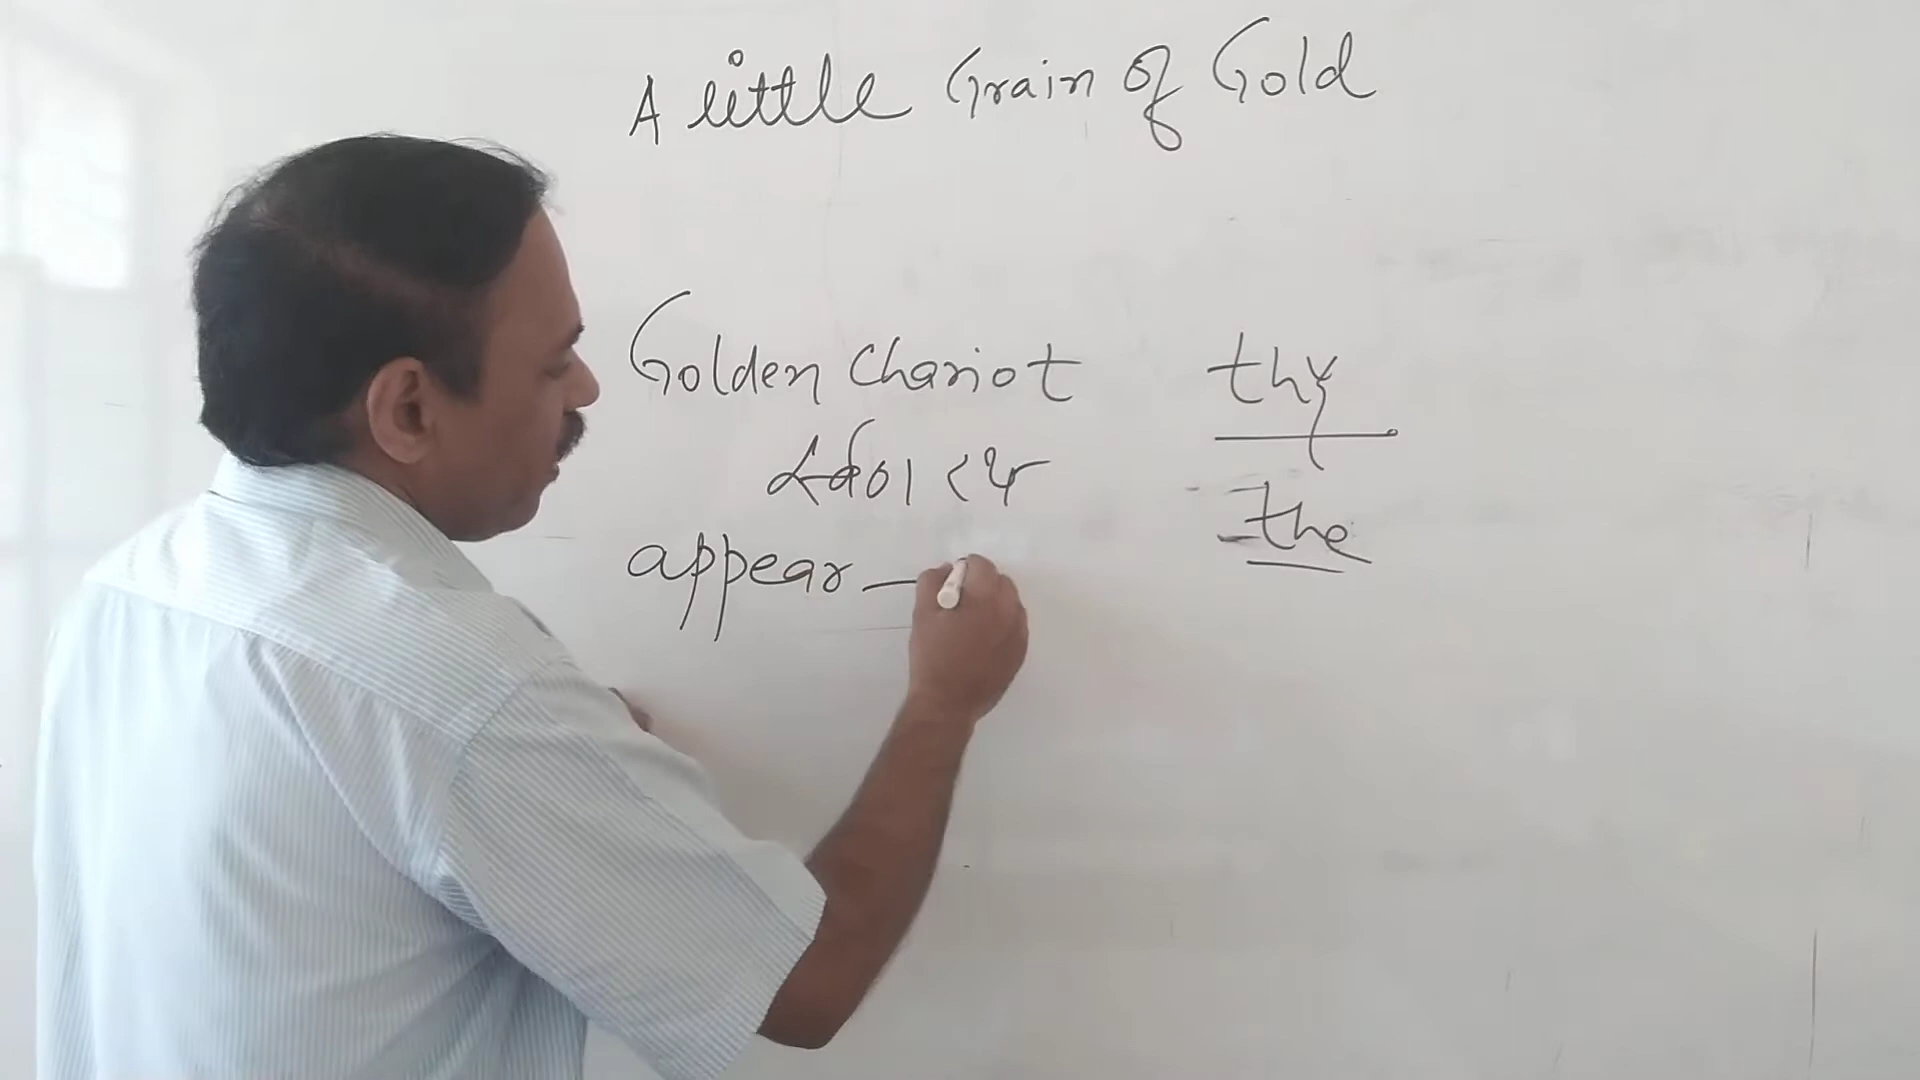 A little Grain of Gold
Golden Chariot
appear —
thy
the